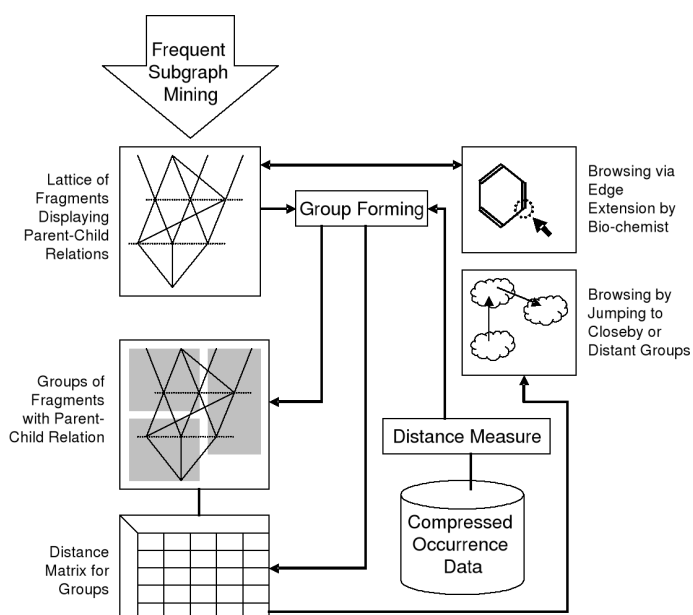 Frequent
Subgraph
Mining
Lattice of
Fragments
Displaying
Parent-Child
Relations
Group Forming
Browsing via
Edge
Extension by
Bio-chemist
Browsing by
Jumping to
Closeby or
Distant Groups
Groups of
Fragments
with Parent-
Child Relation
Distance Measure
Compressed
Occurrence
Data
Distance
Matrix for
Groups